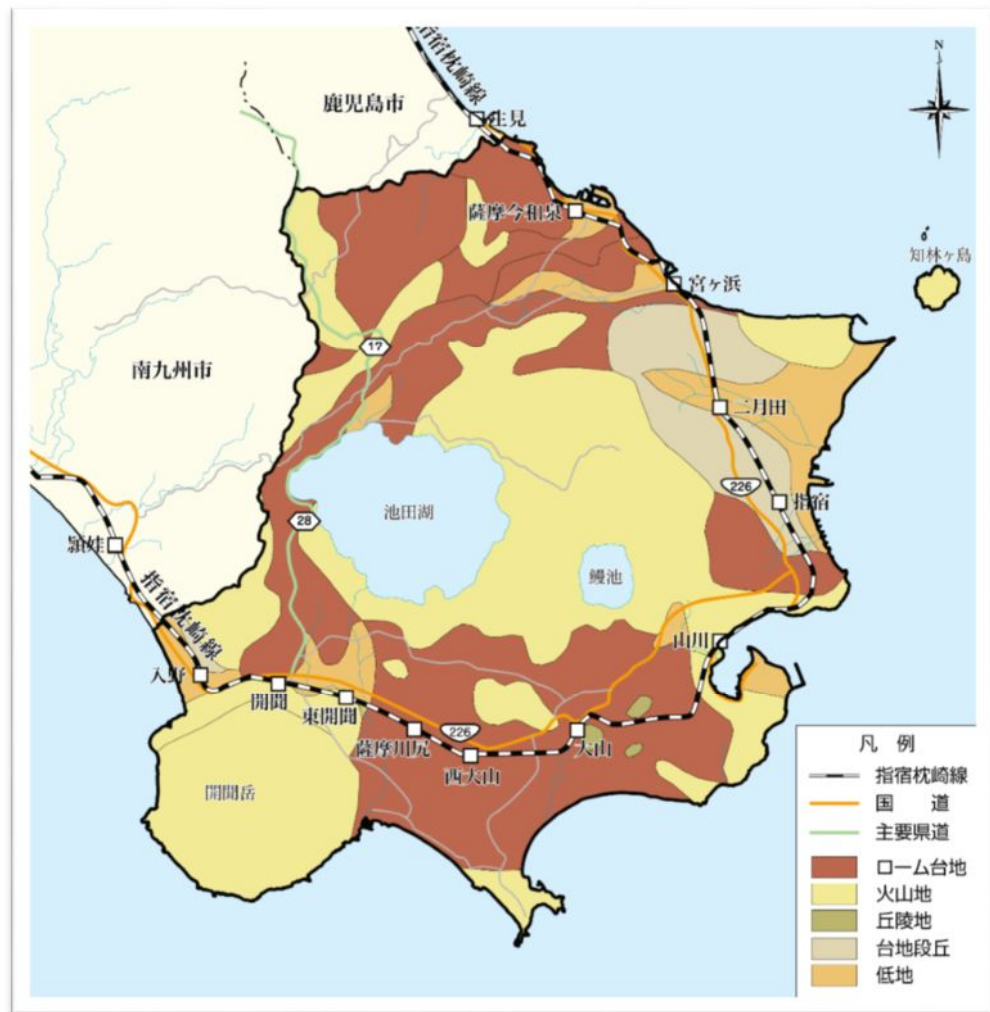 指宿枕崎線
N
鹿児島市
生見
薩摩今和泉
知林ヶ島
宮ヶ浜
17
南九州市
二月田
226
指宿
池田湖
28
鰻池
頴娃
指宿枕崎線
山川
入野
開聞
東開聞
薩摩川尻
226
大山
西大山
開聞岳
凡例
指宿枕崎線
国道
主要県道
ローム台地
火山地
丘陵地
台地段丘
低地